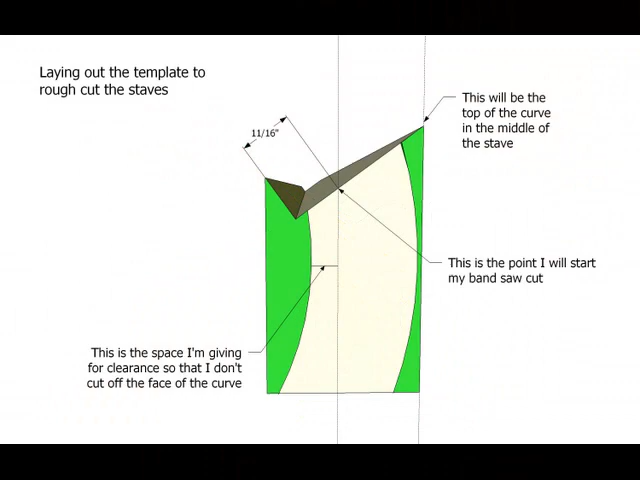 Laying out the template to
rough cut the staves
This will be the
top of the curve
in the middle of
the stave
11/16"
This is the point I will start
my band saw cut
This is the space I'm giving
for clearance so that I don't
cut off the face of the curve